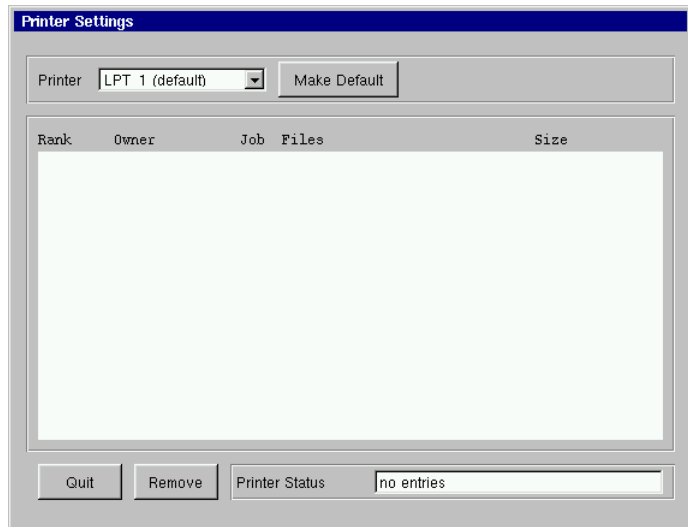 Printer Settings
Printer LPT 1 (default) Make Default
Rank Owner Job Files Size
Quit Remove Printer Status no entries